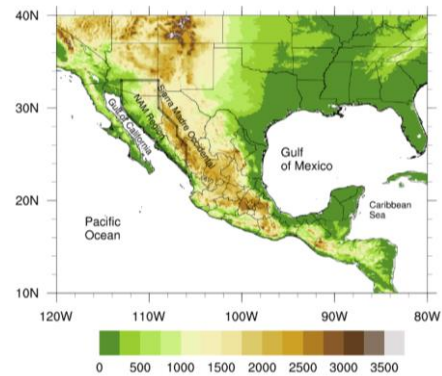 40N
30N
20N
10N
Gulf of California
NAM Region
Sierra Madre Occidental
Gulf
of Mexico
Caribbean
Sea
Pacific
Ocean
120W 110W 100W 90W 80W
0 500 1000 1500 2000 2500 3000 3500